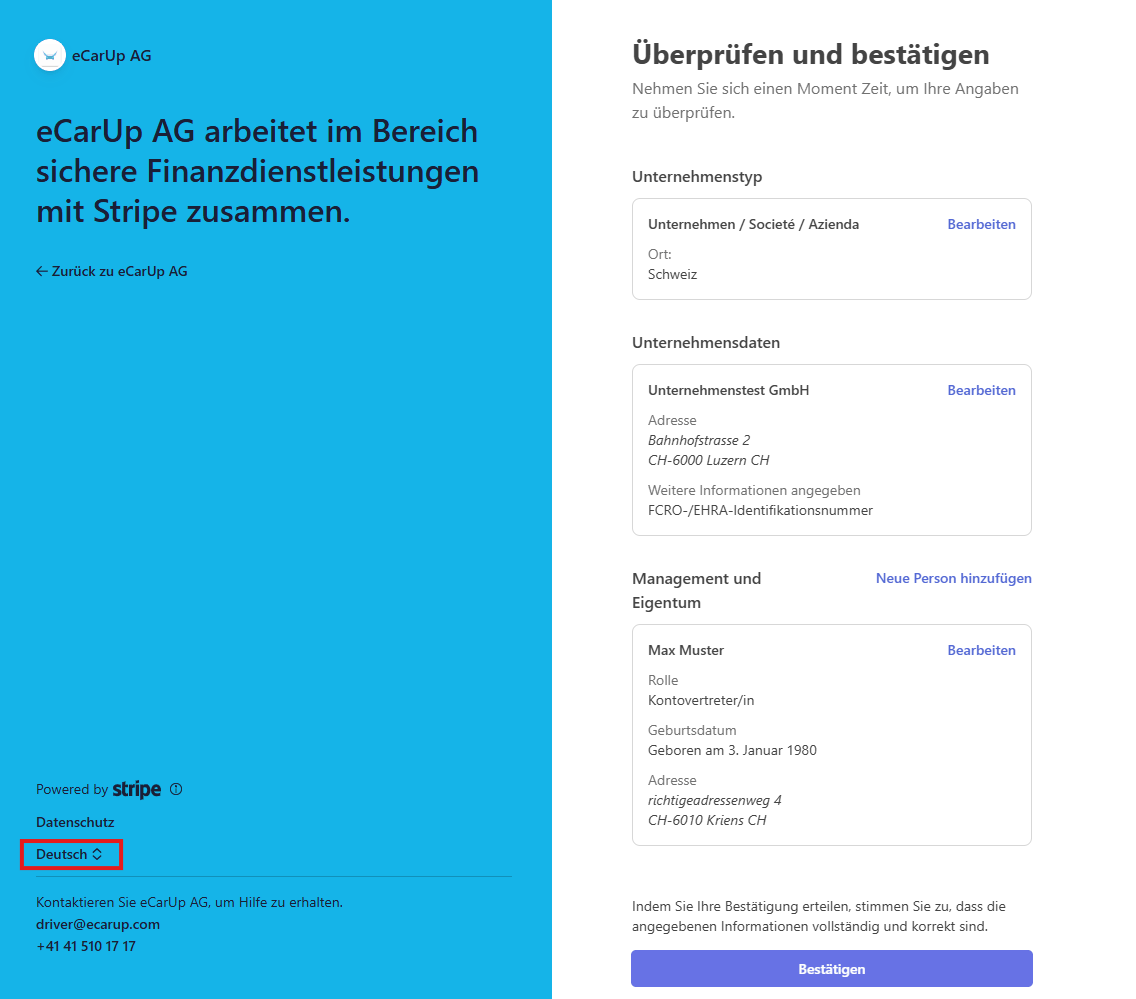 eCarUp AG
eCarUp AG arbeitet im Bereich
sichere Finanzdienstleistungen
mit Stripe zusammen.
← Zurück zu eCarUp AG
Powered by stripe
Datenschutz
Deutsch
Kontaktieren Sie eCarUp AG, um Hilfe zu erhalten.
driver@ecarup.com
+41 41 510 17 17
Überprüfen und bestätigen
Nehmen Sie sich einen Moment Zeit, um Ihre Angaben
zu überprüfen.
Unternehmenstyp
Unternehmen / Societé / Azienda Bearbeiten
Ort:
Schweiz
Unternehmensdaten
Unternehmenstest GmbH Bearbeiten
Adresse
Bahnhofstrasse 2
CH-6000 Luzern CH
Weitere Informationen angegeben
FCRO-/EHRA-Identifikationsnummer
Management und Neue Person hinzufügen
Eigentum
Max Muster Bearbeiten
Rolle
Kontovertreter/in
Geburtsdatum
Geboren am 3. Januar 1980
Adresse
richtigeadressenweg 4
CH-6010 Kriens CH
Indem Sie Ihre Bestätigung erteilen, stimmen Sie zu, dass die
angegebenen Informationen vollständig und korrekt sind.
Bestätigen